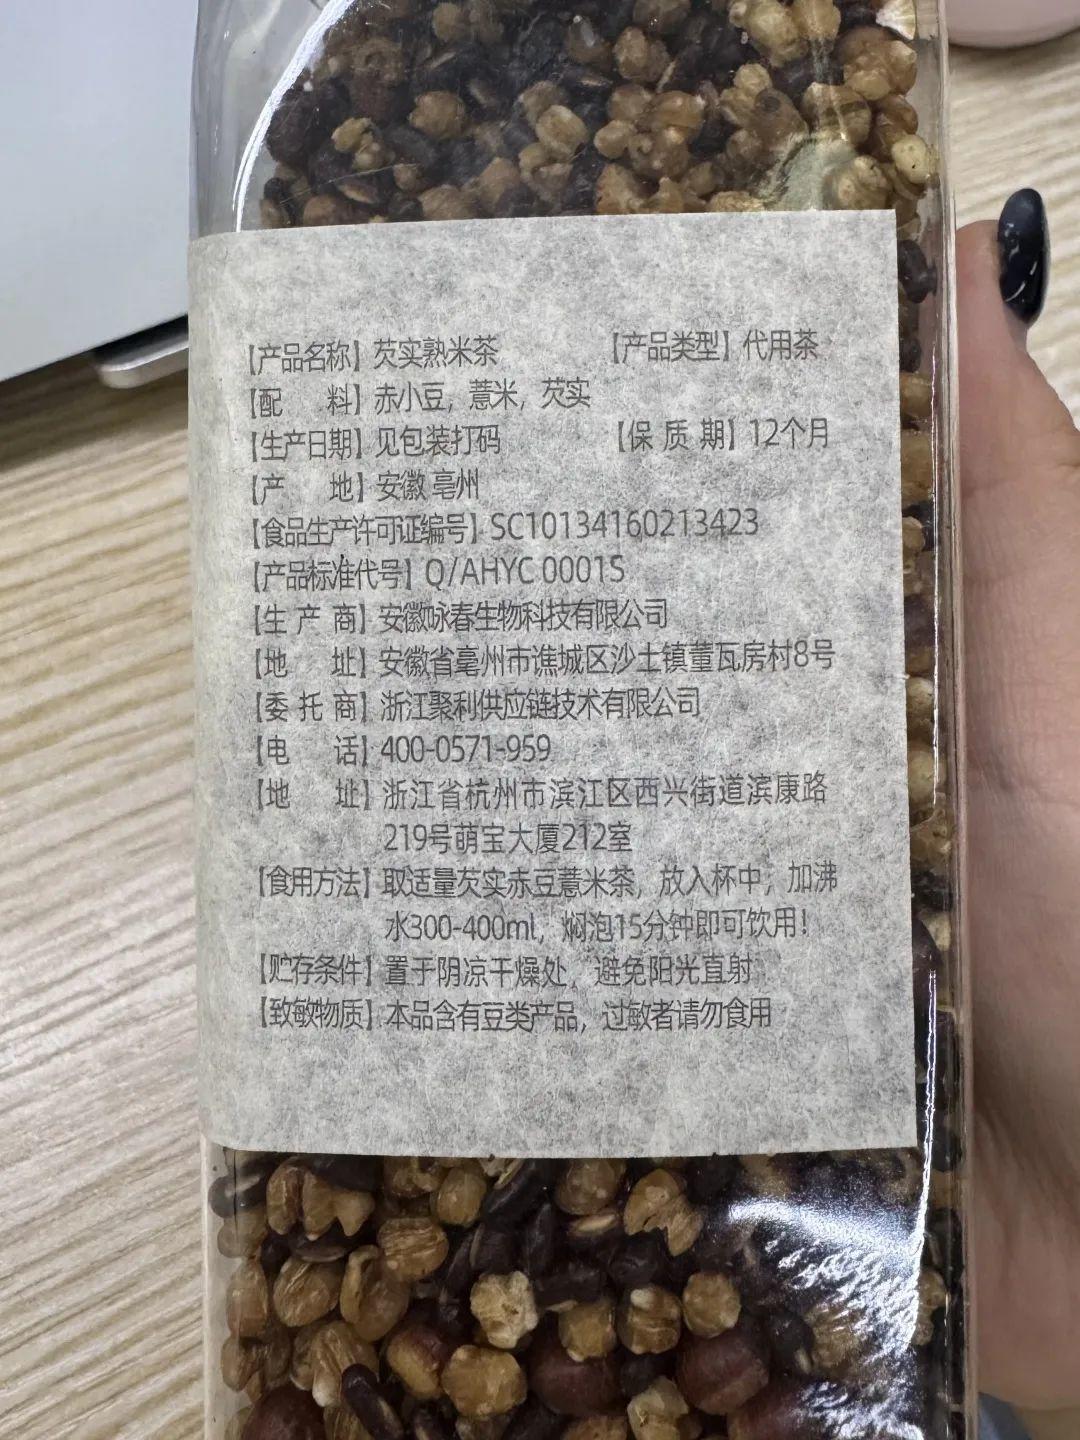 【产品名称】芡实熟米茶 【产品类型】代用茶
【配 料】赤小豆，薏米，芡实
【生产日期】见包装打码 【保质期】12个月
【产 地】安徽 亳州
【食品生产许可证编号】SC10134160213423
【产品标准代号】Q/AHYC 0001S
【生产商】安徽咏春生物科技有限公司
【地 址】安徽省亳州市谯城区沙土镇董瓦房村8号
【委托商】浙江聚利供应链技术有限公司
【电 话】400-0571-959
【地 址】浙江省杭州市滨江区西兴街道滨康路
219号萌宝大厦212室
【食用方法】取适量芡实赤豆薏米茶，放入杯中；加沸
水300-400ml，焖泡15分钟即可饮用！
【贮存条件】置于阴凉干燥处，避免阳光直射
【致敏物质】本品含有豆类产品，过敏者请勿食用